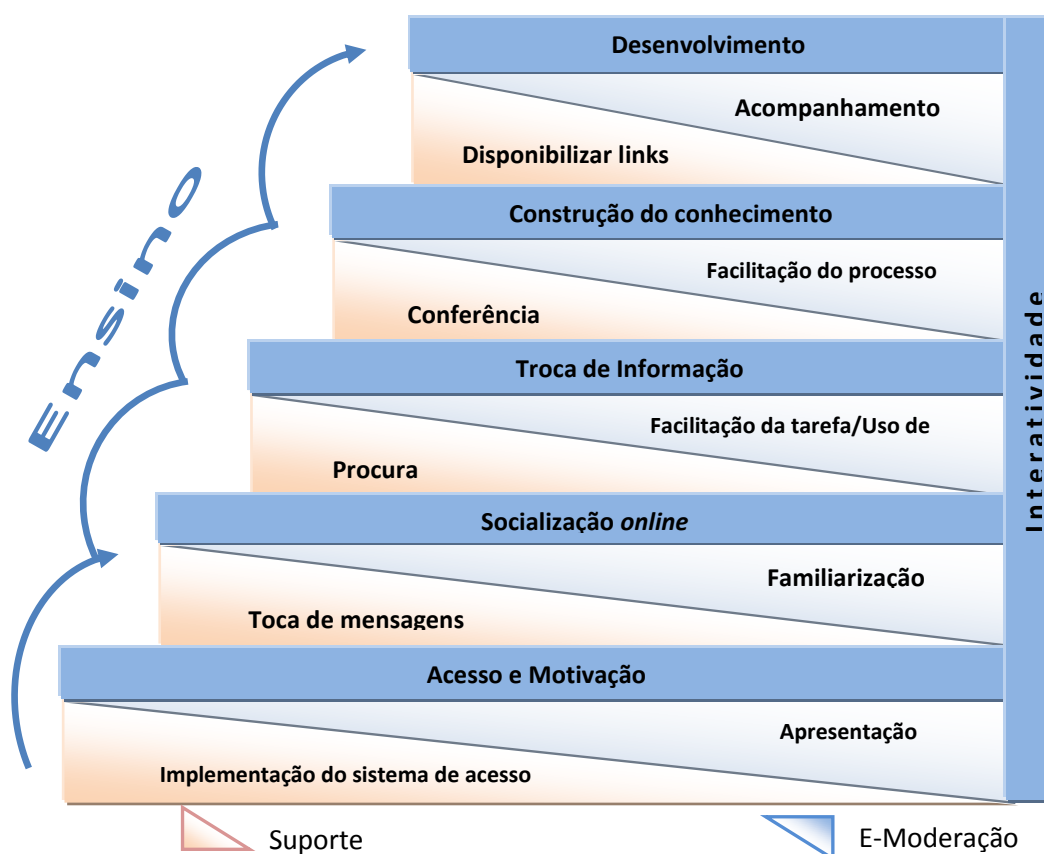 Desenvolvimento
Acompanhamento
Disponibilizar links
Construção do conhecimento
Facilitação do processo
Conferência
Troca de Informação
Facilitação da tarefa/Uso de
Procura
Socialização online
Familiarização
Toca de mensagens
Acesso e Motivação
Apresentação
Implementação do sistema de acesso
Ensino
Interatividade
Suporte
E-Moderação